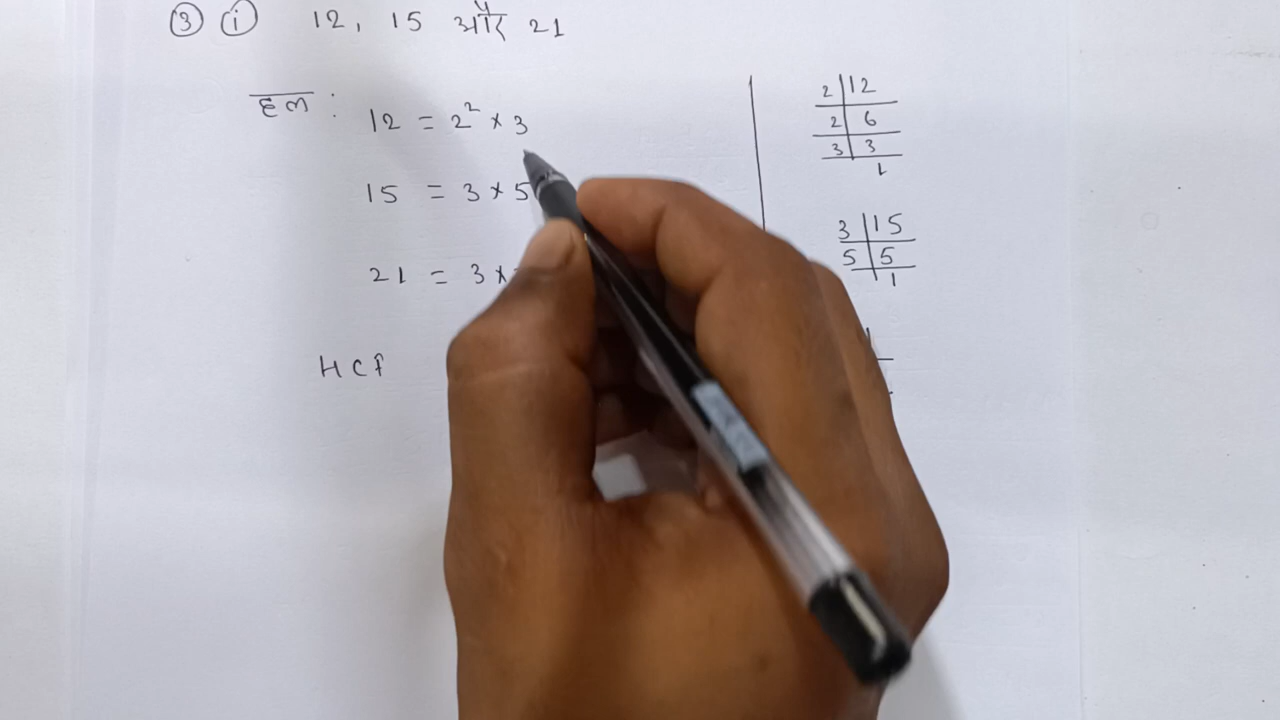 ③ ⓘ 12, 15 और 21
हल :
12 = 2² × 3
15 = 3 × 5
21 = 3 ×
HCF
2 | 12
2 | 6
3 | 3
1
3 | 15
5 | 5
1